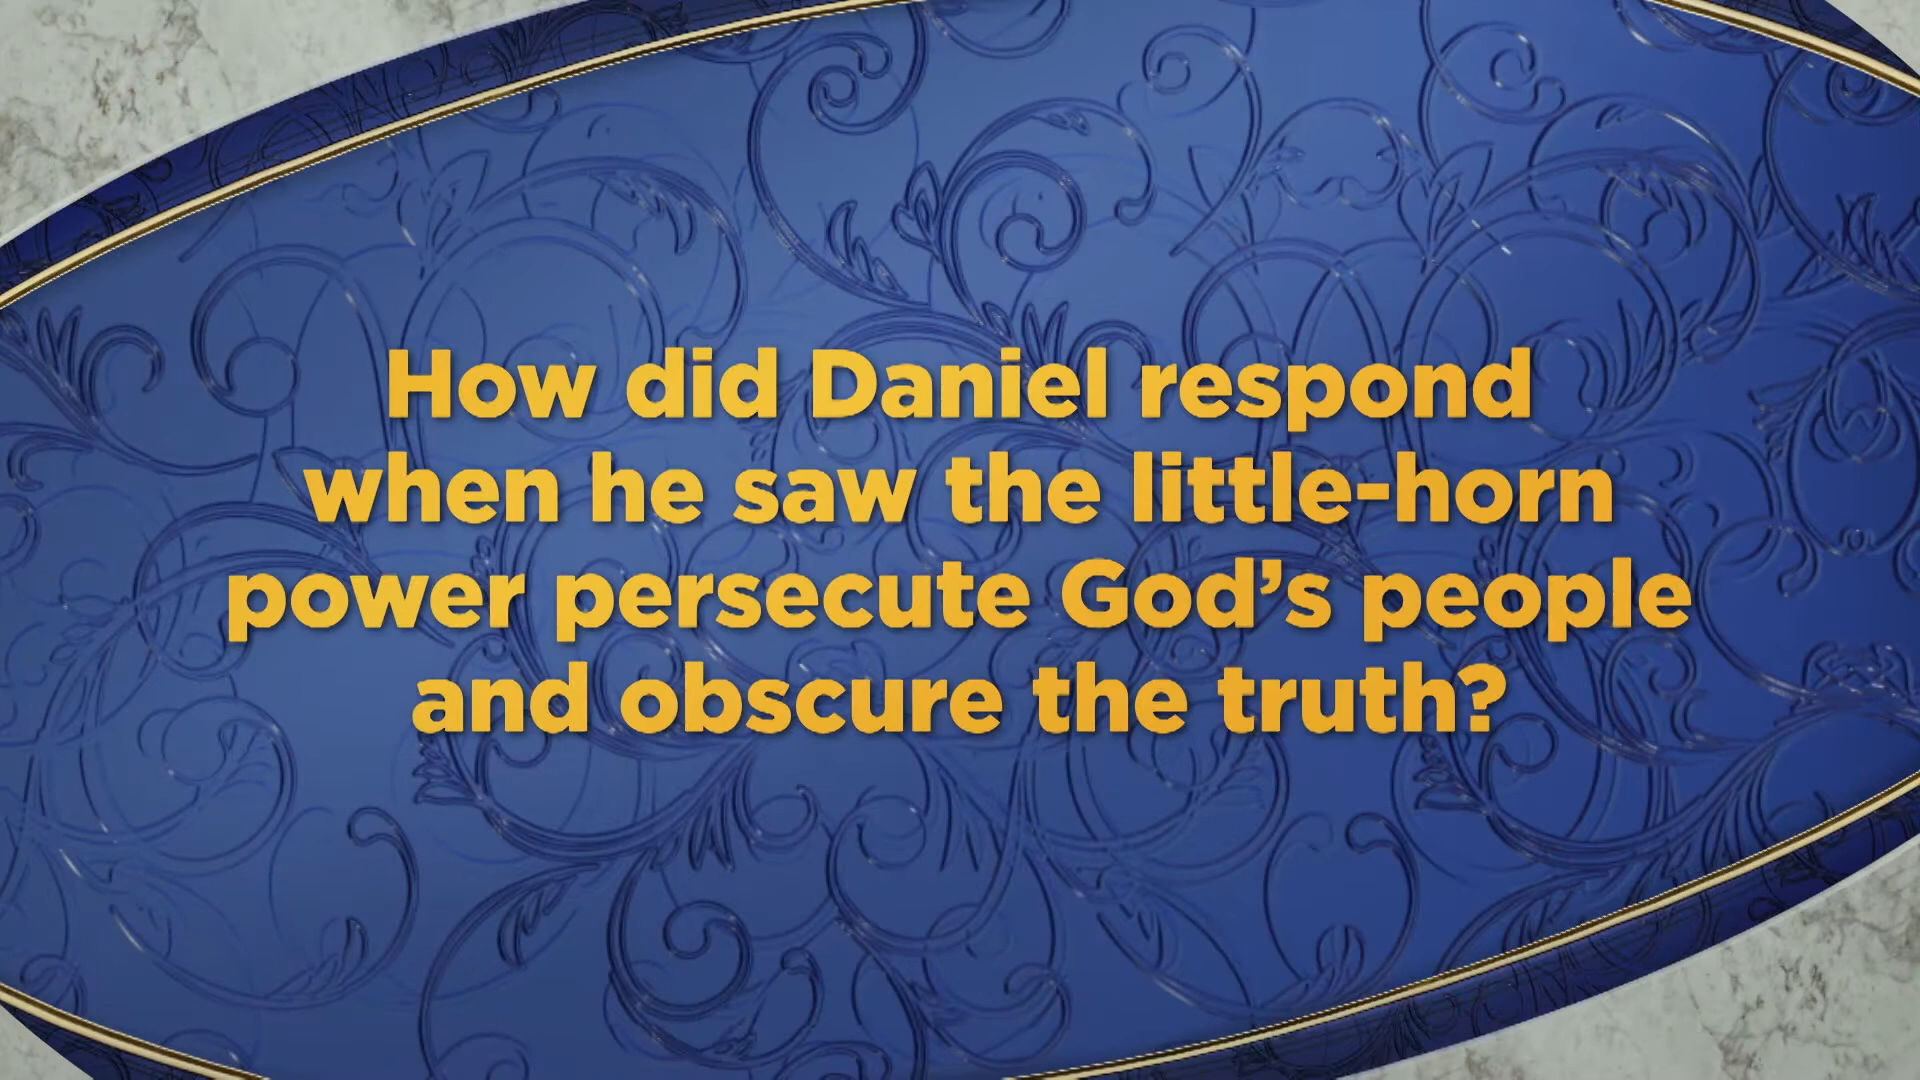 How did Daniel respond
when he saw the little-horn
power persecute God’s people
and obscure the truth?